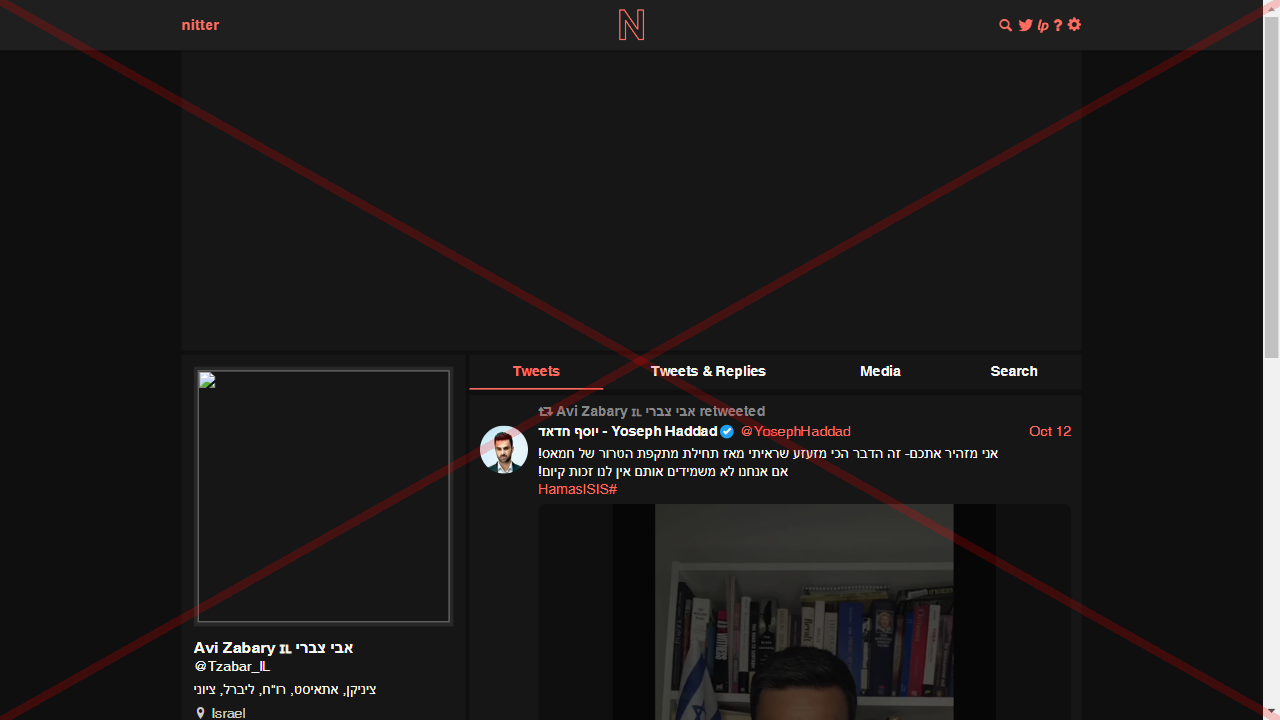 nitter
N
lp ?
Tweets
Tweets & Replies
Media
Search
Avi Zabary 🇮🇱 אבי צברי retweeted
יוסף חדאד - Yoseph Haddad @YosephHaddad Oct 12
אני מזהיר אתכם- זה הדבר הכי מזעזע שראיתי מאז תחילת מתקפת הטרור של חמאס!
אם אנחנו לא משמידים אותם אין לנו זכות קיום!
#HamasISIS
Avi Zabary 🇮🇱 אבי צברי
@Tzabar_IL
ציניקן, אתאיסט, רו"ח, ליברל, ציוני
Israel